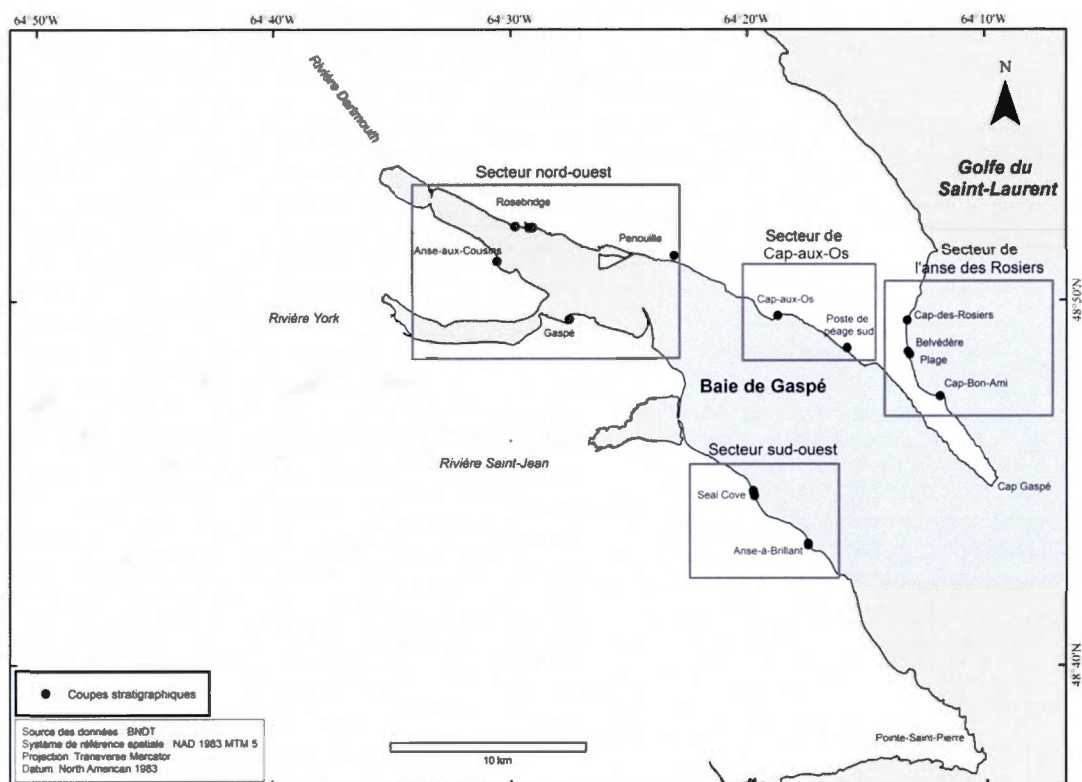 64°50'W
64°40'W
64°30'W
64°20'W
64°10'W
N
Rivière Dartmouth
Golfe du
Saint-Laurent
Secteur nord-ouest
Rosebridge
Penouille
Anse-aux-Cousins
Secteur de
Cap-aux-Os
Secteur de
l'anse des Rosiers
Cap-aux-Os
Poste de
péage sud
Cap-des-Rosiers
Belvédère
Plage
Cap-Bon-Ami
48°50'N
Rivière York
Gaspé
Baie de Gaspé
Rivière Saint-Jean
Secteur sud-ouest
Seal Cove
Anse-à-Brillant
Cap Gaspé
48°40'N
Coupes stratigraphiques
Source des données BNDT
Système de référence spatiale NAD 1983 MTM 5
Projection Transverse Mercator
Datum North American 1983
10 km
Pointe-Saint-Pierre